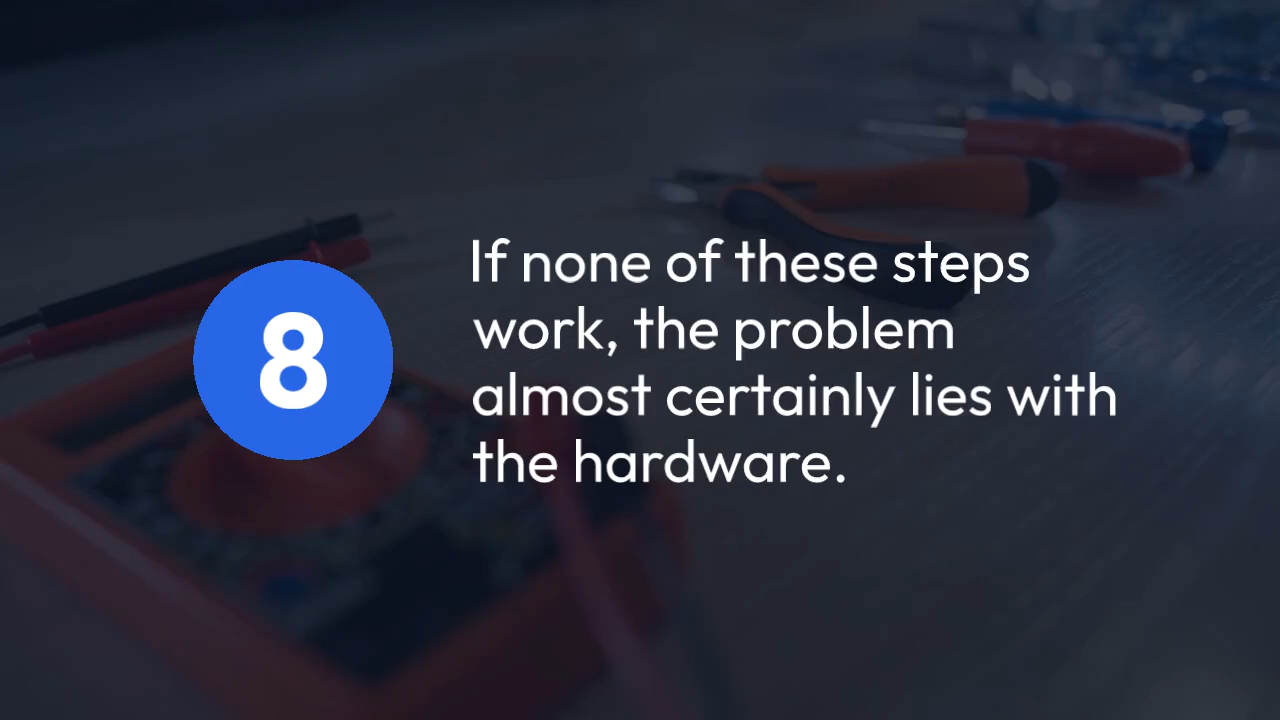 8
If none of these steps
work, the problem
almost certainly lies with
the hardware.